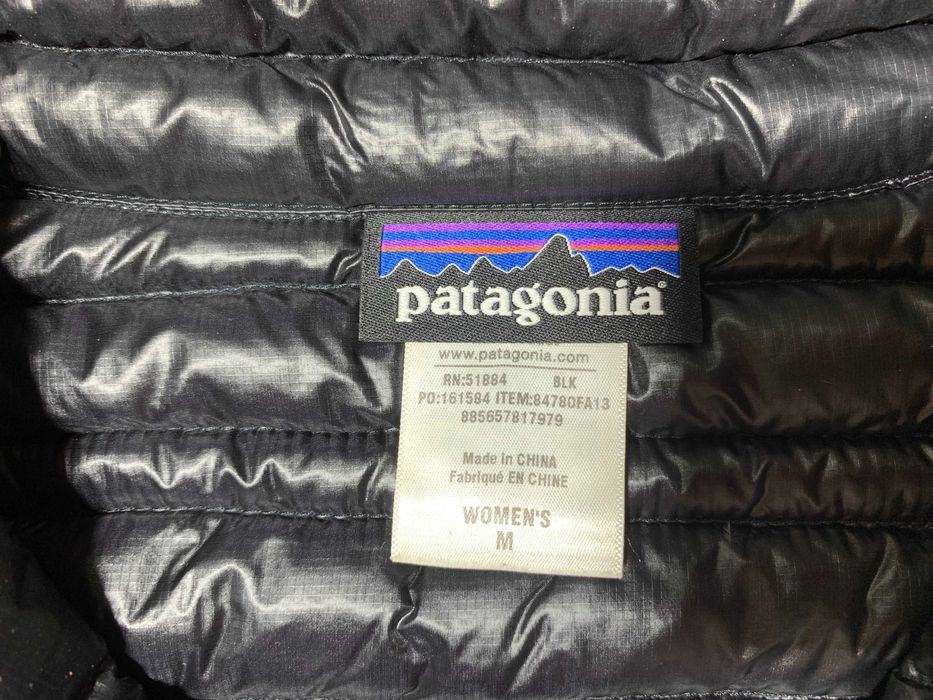 patagonia®
www.patagonia.com
RN:51884 BLK
PO:161584 ITEM:84780FA13
885657817979
Made in CHINA
Fabriqué EN CHINE
WOMEN'S
M